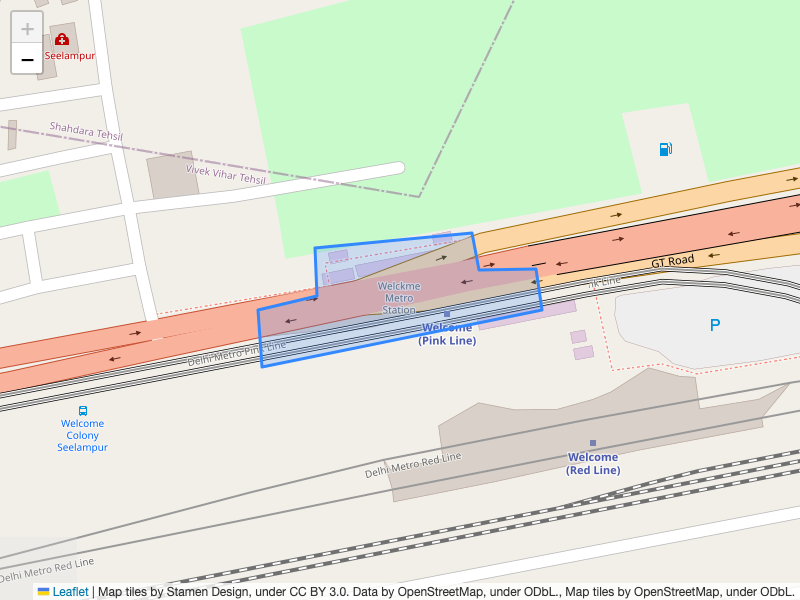 +
−
Seelampur
Shahdara Tehsil
Vivek Vihar Tehsil
GT Road
Welckme
Metro
Station
Welcome
(Pink Line)
Delhi Metro Pink Line
nk Line
P
Welcome
Colony
Seelampur
Delhi Metro Red Line
Welcome
(Red Line)
Delhi Metro Red Line
Leaflet | Map tiles by Stamen Design, under CC BY 3.0. Data by OpenStreetMap, under ODbL., Map tiles by OpenStreetMap, under ODbL.